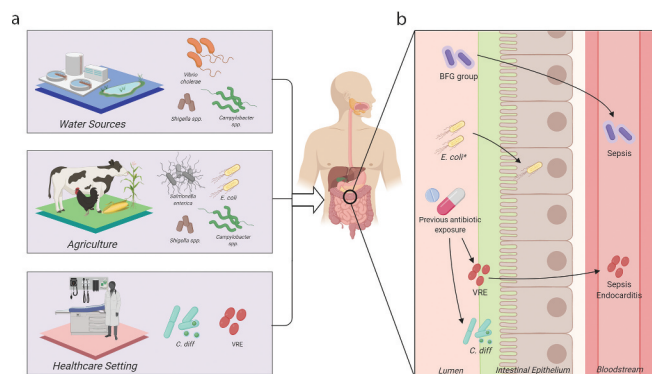 a
Vibrio
cholerae
Shigella spp.
Campylobacter
spp.
Water Sources
Salmonella
enterica
E. coli
Shigella spp.
Campylobacter
spp.
Agriculture
C. diff
VRE
Healthcare Setting
b
BFG group
Sepsis
E. coli*
Previous antibiotic
exposure
VRE
Sepsis
Endocarditis
C. diff
Lumen
Intestinal Epithelium
Bloodstream